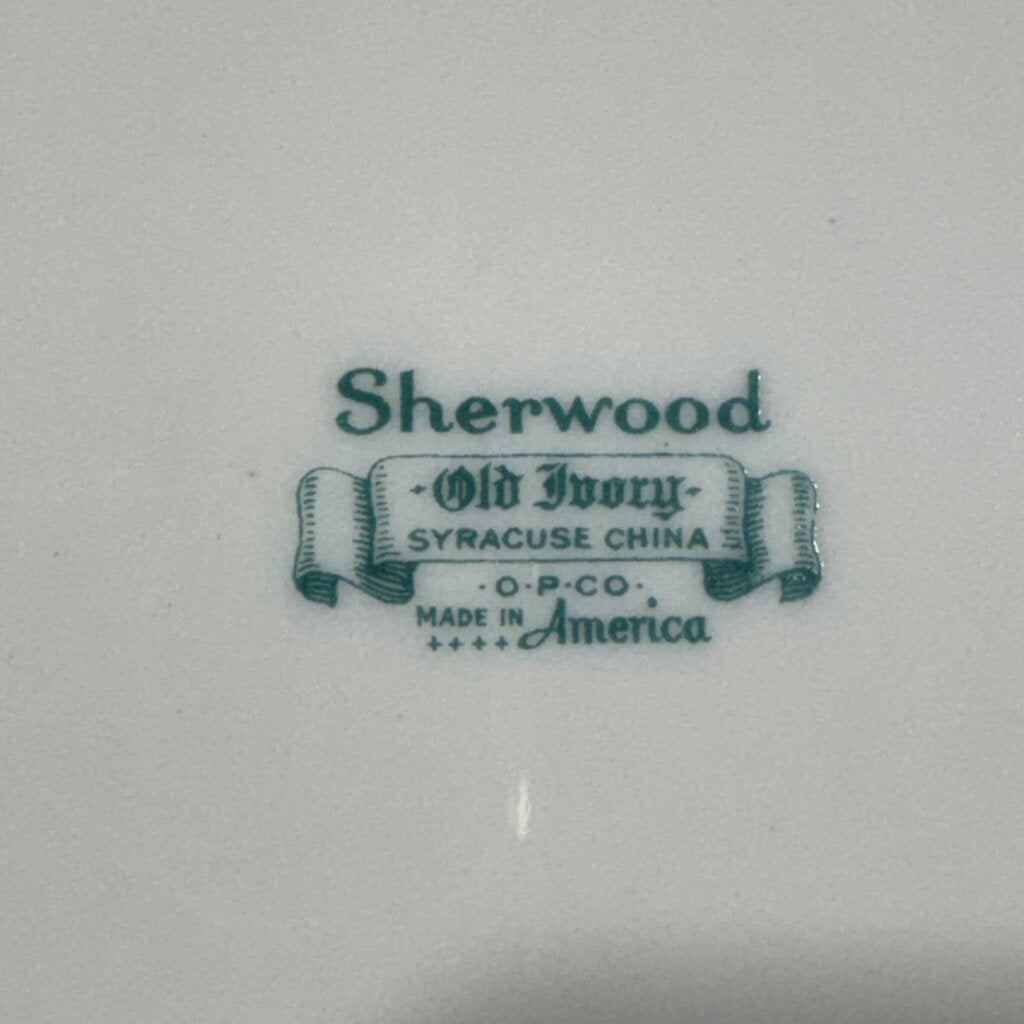 Sherwood
-Old Ivory-
SYRACUSE CHINA
·O·P·CO·
MADE IN America
++++